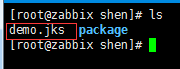 [root@zabbix shen]# ls
demo.jks package
[root@zabbix shen]#